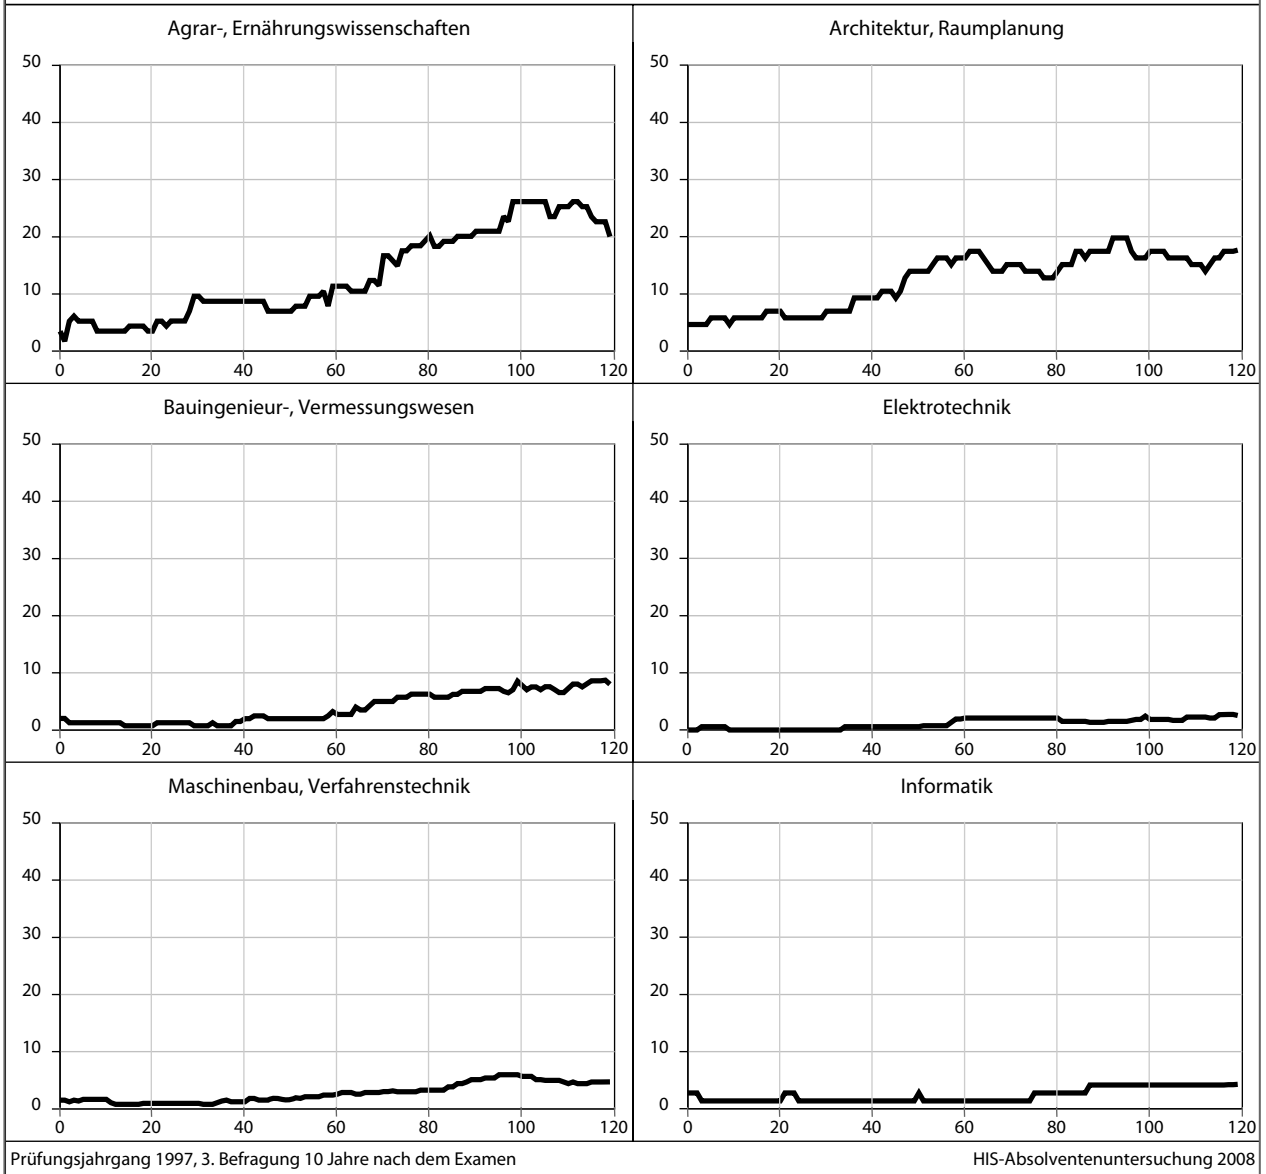 Agrar-, Ernährungswissenschaften
50
40
30
20
10
0
0 20 40 60 80 100 120
Architektur, Raumplanung
50
40
30
20
10
0
0 20 40 60 80 100 120
Bauingenieur-, Vermessungswesen
50
40
30
20
10
0
0 20 40 60 80 100 120
Elektrotechnik
50
40
30
20
10
0
0 20 40 60 80 100 120
Maschinenbau, Verfahrenstechnik
50
40
30
20
10
0
0 20 40 60 80 100 120
Informatik
50
40
30
20
10
0
0 20 40 60 80 100 120
Prüfungsjahrgang 1997, 3. Befragung 10 Jahre nach dem Examen
HIS-Absolventenuntersuchung 2008